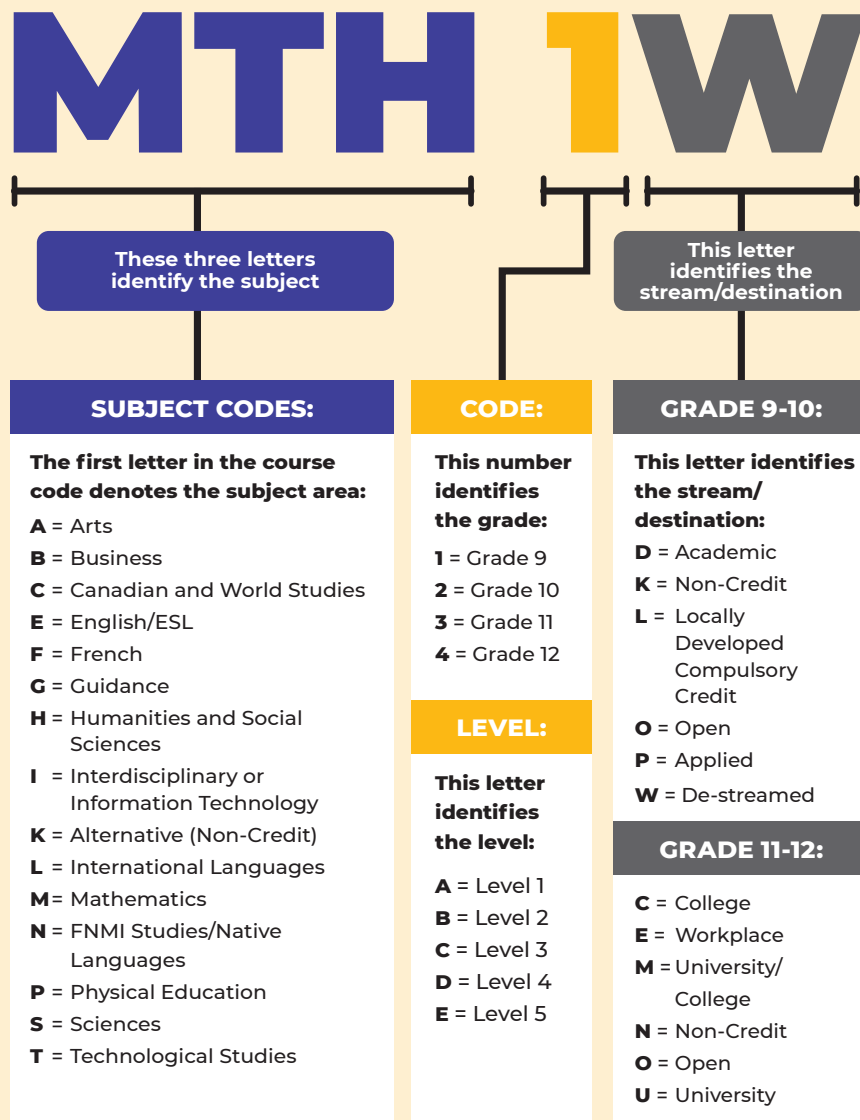 MTH 1W
These three letters
identify the subject
This letter
identifies the
stream/destination
SUBJECT CODES:
The first letter in the course
code denotes the subject area:
A = Arts
B = Business
C = Canadian and World Studies
E = English/ESL
F = French
G = Guidance
H = Humanities and Social
Sciences
I = Interdisciplinary or
Information Technology
K = Alternative (Non-Credit)
L = International Languages
M = Mathematics
N = FNMI Studies/Native
Languages
P = Physical Education
S = Sciences
T = Technological Studies
CODE:
This number
identifies
the grade:
1 = Grade 9
2 = Grade 10
3 = Grade 11
4 = Grade 12
LEVEL:
This letter
identifies
the level:
A = Level 1
B = Level 2
C = Level 3
D = Level 4
E = Level 5
GRADE 9-10:
This letter identifies
the stream/
destination:
D = Academic
K = Non-Credit
L = Locally
Developed
Compulsory
Credit
O = Open
P = Applied
W = De-streamed
GRADE 11-12:
C = College
E = Workplace
M = University/
College
N = Non-Credit
O = Open
U = University